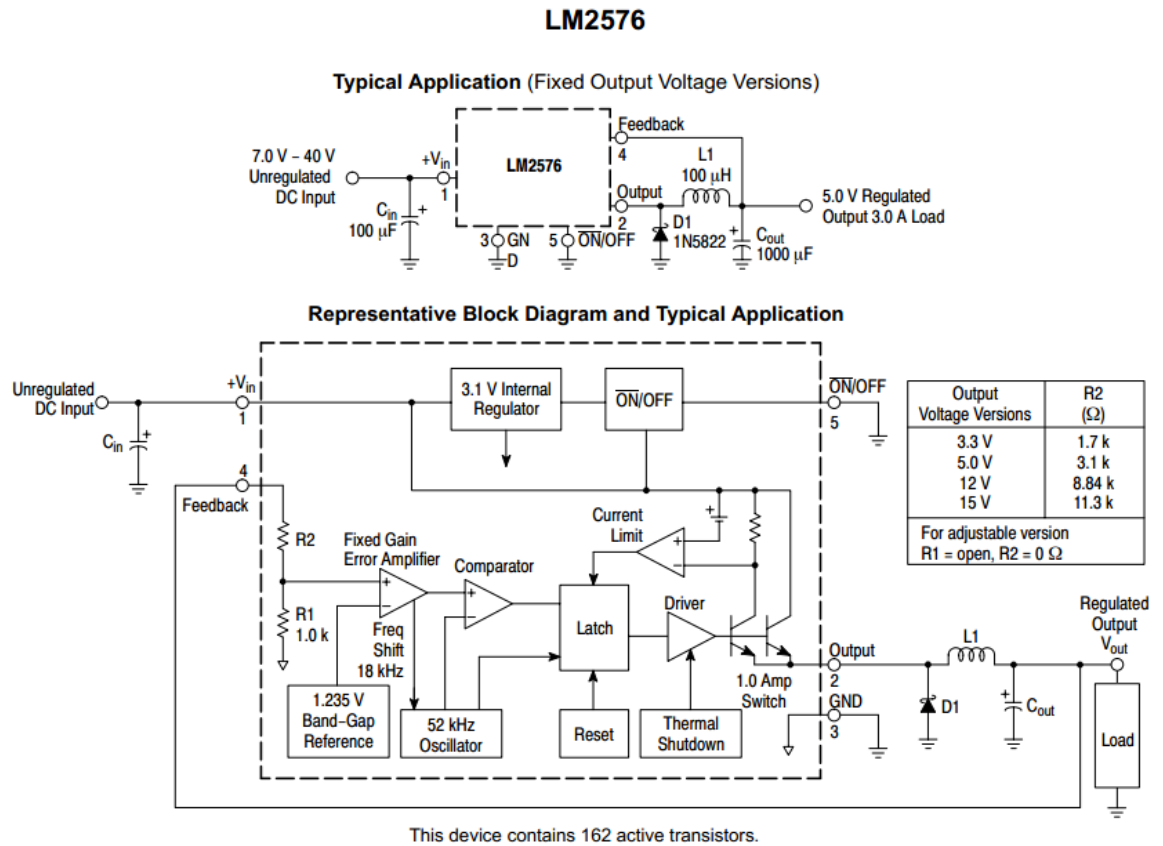 LM2576
Typical Application (Fixed Output Voltage Versions)
Feedback
4
7.0 V – 40 V
Unregulated
DC Input
+Vin
1
LM2576
L1
100 μH
Output
2
5.0 V Regulated
Output 3.0 A Load
Cin
100 μF
+
3
GN
D
5
ON/OFF
D1
1N5822
+
Cout
1000 μF
Representative Block Diagram and Typical Application
Unregulated
DC Input
+Vin
1
Cin
+
3.1 V Internal
Regulator
ON/OFF
ON/OFF
5
Output
Voltage Versions
R2
(Ω)
3.3 V
1.7 k
5.0 V
3.1 k
12 V
8.84 k
15 V
11.3 k
For adjustable version
R1 = open, R2 = 0 Ω
4
Feedback
R2
Fixed Gain
Error Amplifier
Comparator
Current
Limit
+
+
–
+
–
+
–
R1
1.0 k
Freq
Shift
18 kHz
Latch
Driver
1.0 Amp
Switch
Output
2
GND
3
L1
Regulated
Output
Vout
D1
+
Cout
Load
1.235 V
Band–Gap
Reference
52 kHz
Oscillator
Reset
Thermal
Shutdown
This device contains 162 active transistors.